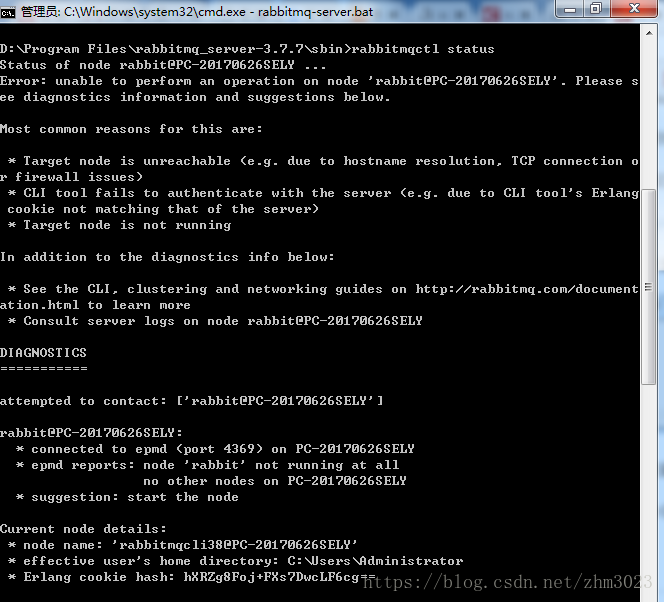 管理员: C:\Windows\system32\cmd.exe - rabbitmq-server.bat
D:\Program Files\rabbitmq_server-3.7.7\sbin>rabbitmqctl status
Status of node rabbit@PC-20170626SELY ...
Error: unable to perform an operation on node 'rabbit@PC-20170626SELY'. Please s
ee diagnostics information and suggestions below.
Most common reasons for this are:
* Target node is unreachable (e.g. due to hostname resolution, TCP connection o
r firewall issues)
* CLI tool fails to authenticate with the server (e.g. due to CLI tool's Erlang
cookie not matching that of the server)
* Target node is not running
In addition to the diagnostics info below:
* See the CLI, clustering and networking guides on http://rabbitmq.com/document
ation.html to learn more
* Consult server logs on node rabbit@PC-20170626SELY
DIAGNOSTICS
===========
attempted to contact: ['rabbit@PC-20170626SELY']
rabbit@PC-20170626SELY:
* connected to epmd (port 4369) on PC-20170626SELY
* epmd reports: node 'rabbit' not running at all
no other nodes on PC-20170626SELY
* suggestion: start the node
Current node details:
* node name: 'rabbitmqcli38@PC-20170626SELY'
* effective user's home directory: C:\Users\Administrator
* Erlang cookie hash: hXRZg8Foj+FXs7DwcLF6cg==
https://blog.csdn.net/zhm3023